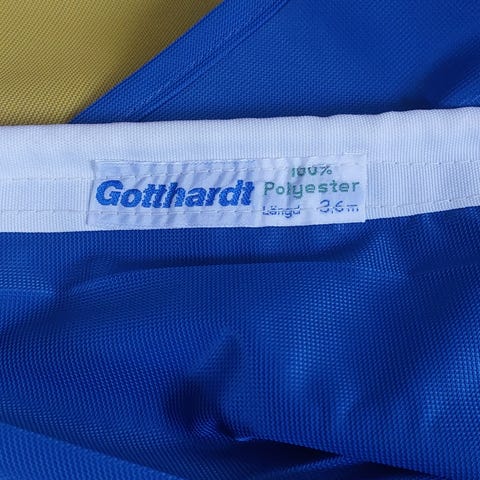 Gotthardt
100%
Polyester
Längd 3,6 m